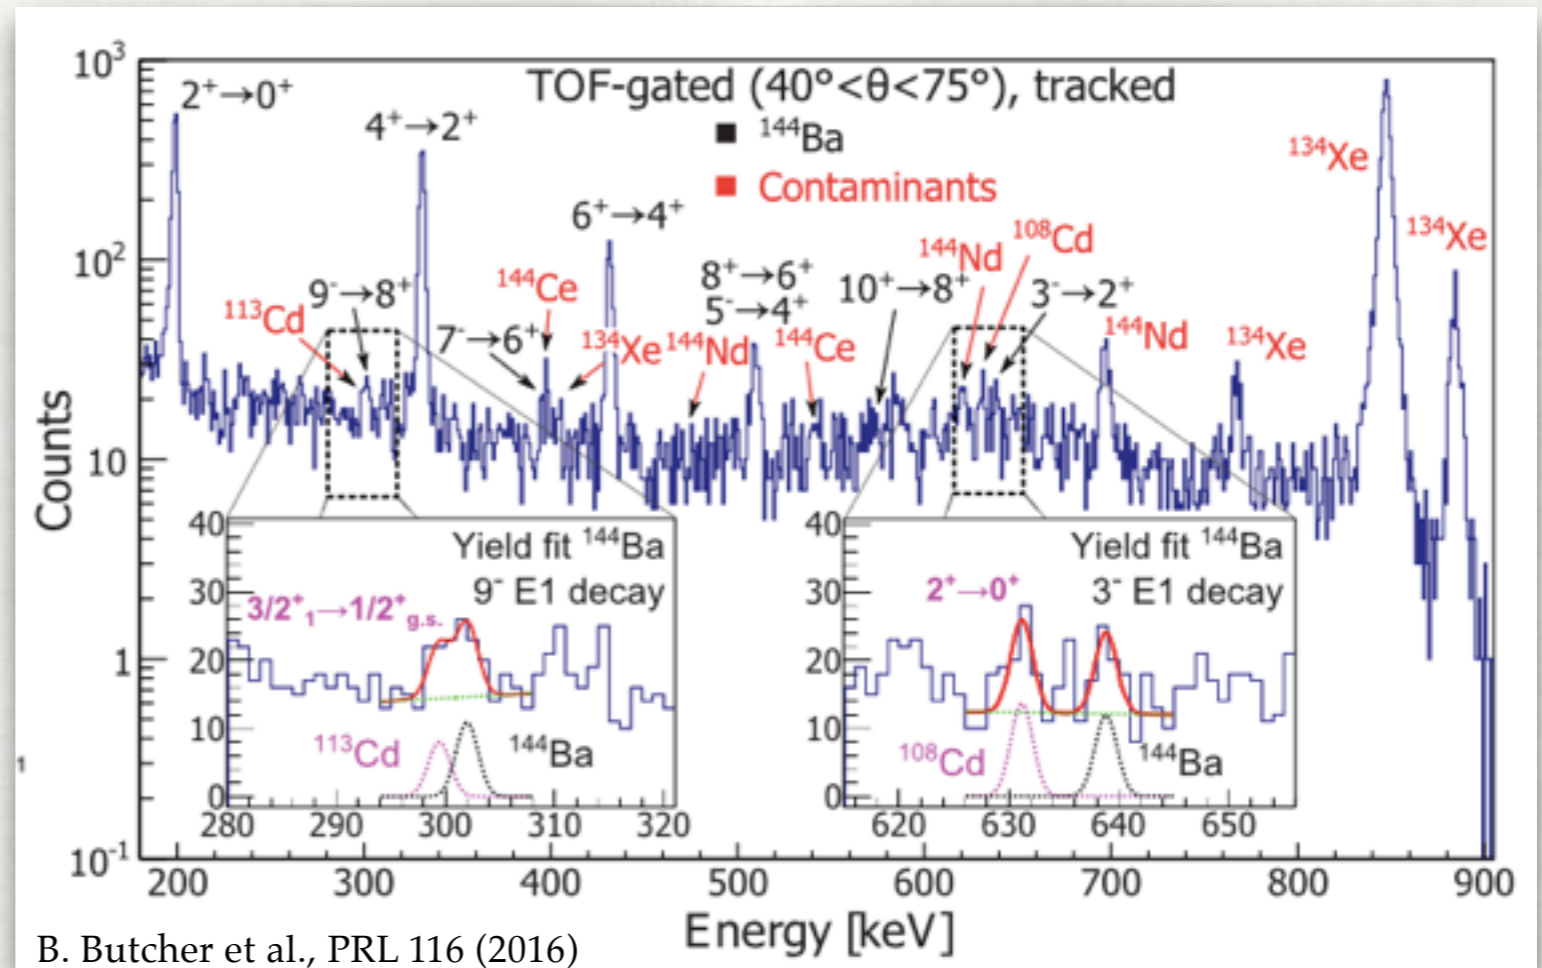 TOF-gated (40°<θ<75°), tracked
■ ¹⁴⁴Ba
■ Contaminants
2⁺→0⁺
4⁺→2⁺
6⁺→4⁺
¹¹³Cd
9⁻→8⁺
7⁻→6⁺
¹⁴⁴Ce
¹³⁴Xe
¹⁴⁴Nd
8⁺→6⁺
5⁻→4⁺
¹⁴⁴Ce
10⁺→8⁺
¹⁴⁴Nd
¹⁰⁸Cd
3⁻→2⁺
¹⁴⁴Nd
¹³⁴Xe
¹³⁴Xe
¹³⁴Xe
Counts
10³
10²
10
1
10⁻¹
Yield fit ¹⁴⁴Ba
9⁻ E1 decay
3/2⁺₁→1/2⁺g.s.
¹¹³Cd
¹⁴⁴Ba
40
30
20
10
0
280 290 300 310 320
Yield fit ¹⁴⁴Ba
3⁻ E1 decay
2⁺→0⁺
¹⁰⁸Cd
¹⁴⁴Ba
40
30
20
10
0
620 630 640 650
200 300 400 500 600 700 800 900
Energy [keV]
1
B. Butcher et al., PRL 116 (2016)